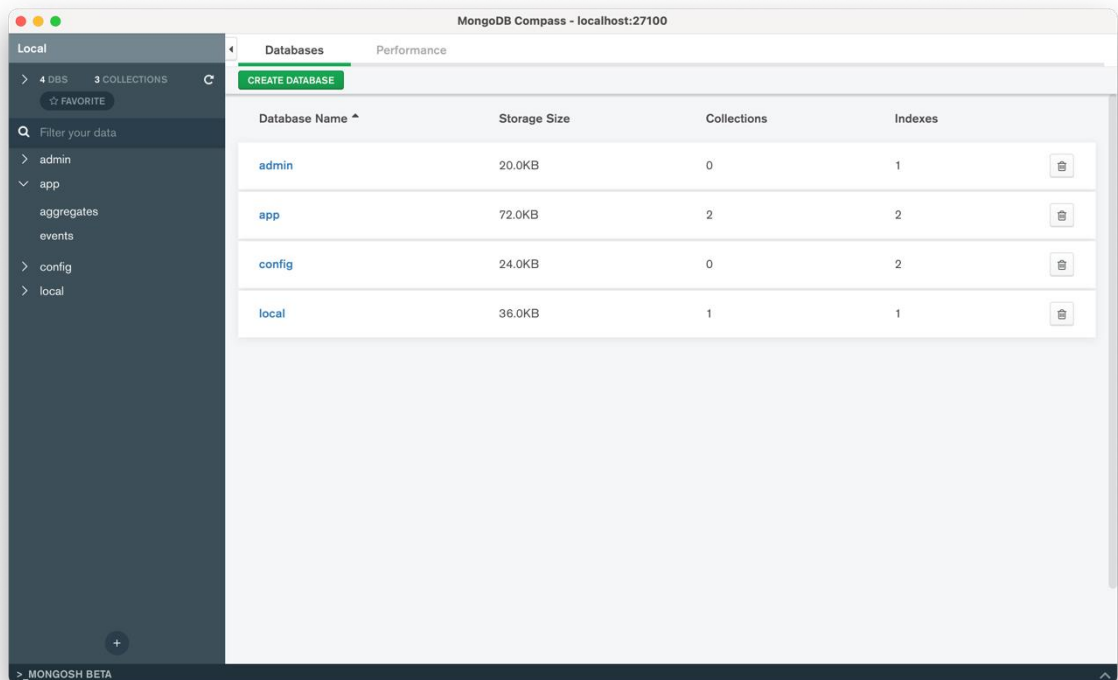 MongoDB Compass - localhost:27100
Local
Databases Performance
4 DBS 3 COLLECTIONS
FAVORITE
CREATE DATABASE
Filter your data
admin
app
aggregates
events
config
local
Database Name Storage Size Collections Indexes
admin 20.0KB 0 1
app 72.0KB 2 2
config 24.0KB 0 2
local 36.0KB 1 1
>_MONGOSH BETA